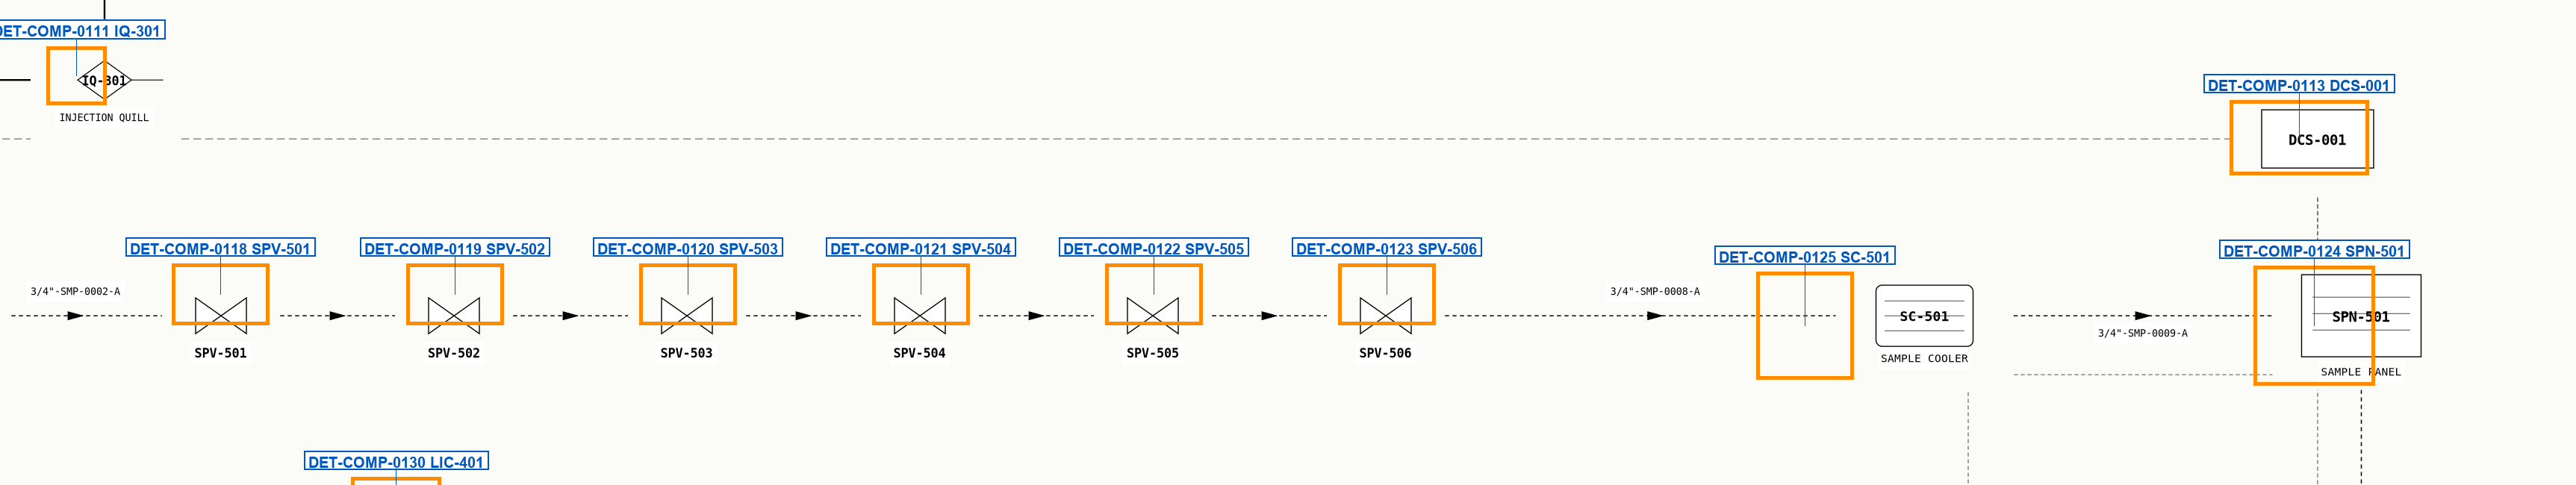 DET-COMP-0111 IQ-301
IQ-301
INJECTION QUILL
DET-COMP-0113 DCS-001
DCS-001
DET-COMP-0118 SPV-501
DET-COMP-0119 SPV-502
DET-COMP-0120 SPV-503
DET-COMP-0121 SPV-504
DET-COMP-0122 SPV-505
DET-COMP-0123 SPV-506
DET-COMP-0125 SC-501
DET-COMP-0124 SPN-501
3/4"-SMP-0002-A
3/4"-SMP-0008-A
SC-501
SPN-501
3/4"-SMP-0009-A
SPV-501
SPV-502
SPV-503
SPV-504
SPV-505
SPV-506
SAMPLE COOLER
SAMPLE PANEL
DET-COMP-0130 LIC-401